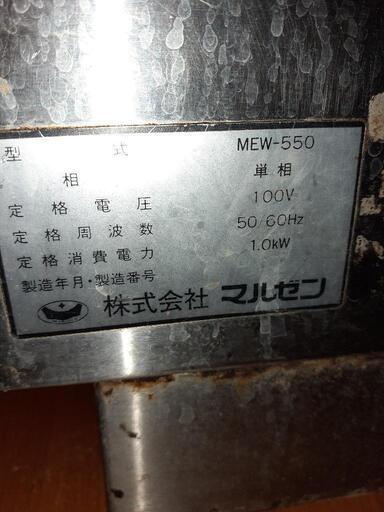 型式 MEW-550
相 単相
定格電圧 100V
定格周波数 50/60Hz
定格消費電力 1.0kW
製造年月・製造番号
株式会社 マルゼン